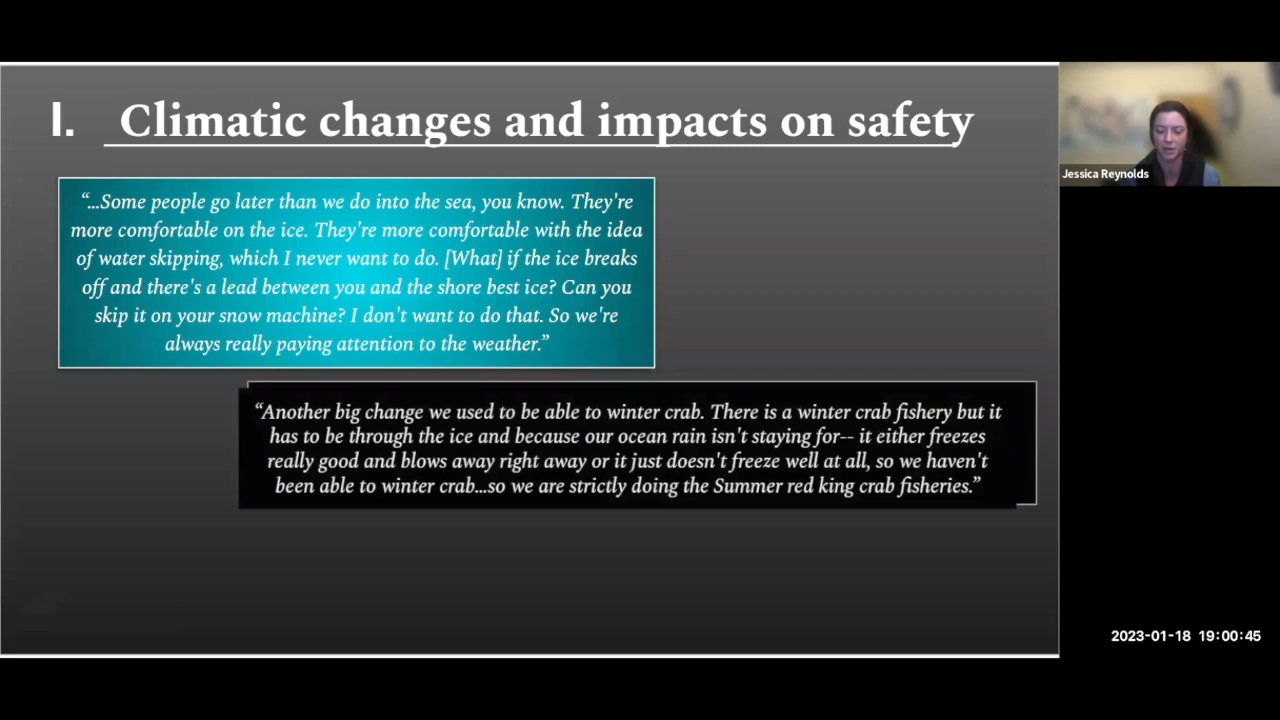 I. Climatic changes and impacts on safety
“...Some people go later than we do into the sea, you know. They're
more comfortable on the ice. They're more comfortable with the idea
of water skipping, which I never want to do. [What] if the ice breaks
off and there's a lead between you and the shore best ice? Can you
skip it on your snow machine? I don't want to do that. So we're
always really paying attention to the weather.”
“Another big change we used to be able to winter crab. There is a winter crab fishery but it
has to be through the ice and because our ocean rain isn't staying for-- it either freezes
really good and blows away right away or it just doesn't freeze well at all, so we haven't
been able to winter crab...so we are strictly doing the Summer red king crab fisheries.”
Jessica Reynolds
2023-01-18 19:00:45